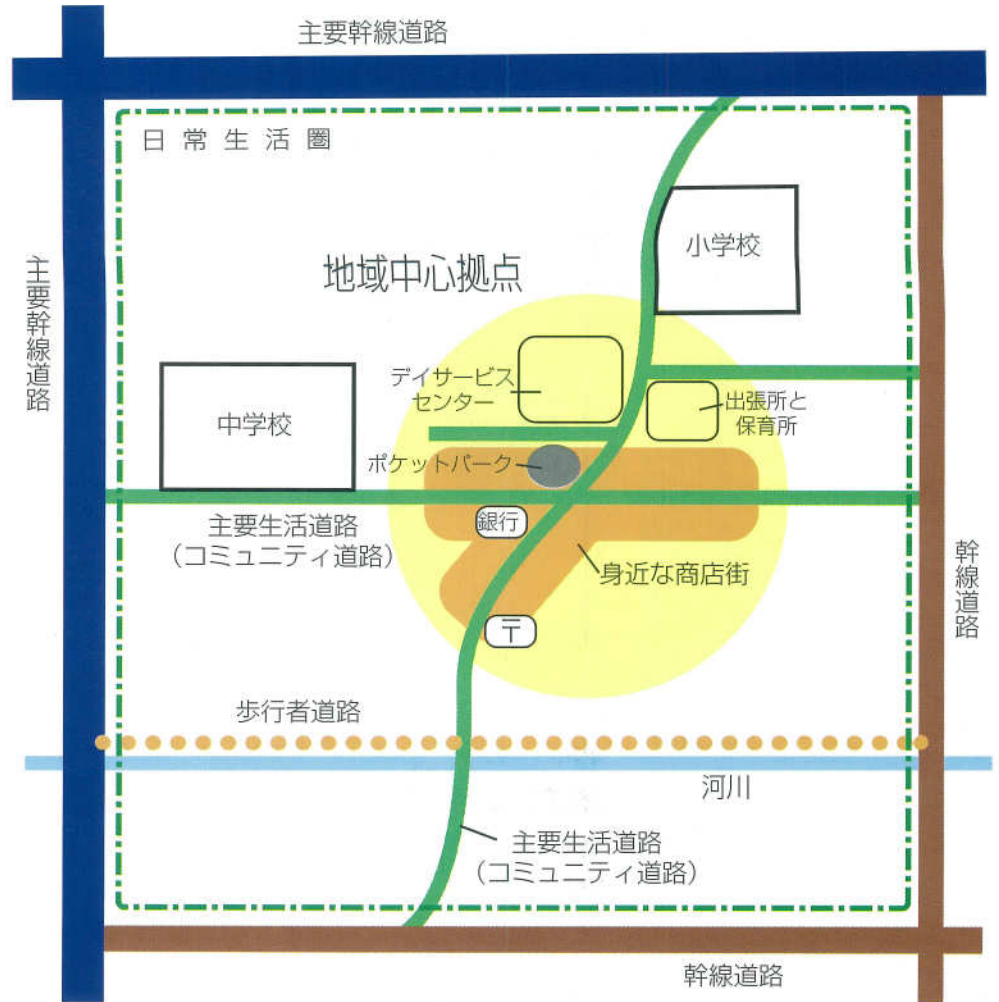 主要幹線道路
日常生活圏
主要幹線道路
小学校
地域中心拠点
デイサービス
センター
出張所と
保育所
中学校
ポケットパーク
銀行
主要生活道路
(コミュニティ道路)
身近な商店街
幹線道路
〒
歩行者道路
河川
主要生活道路
(コミュニティ道路)
幹線道路